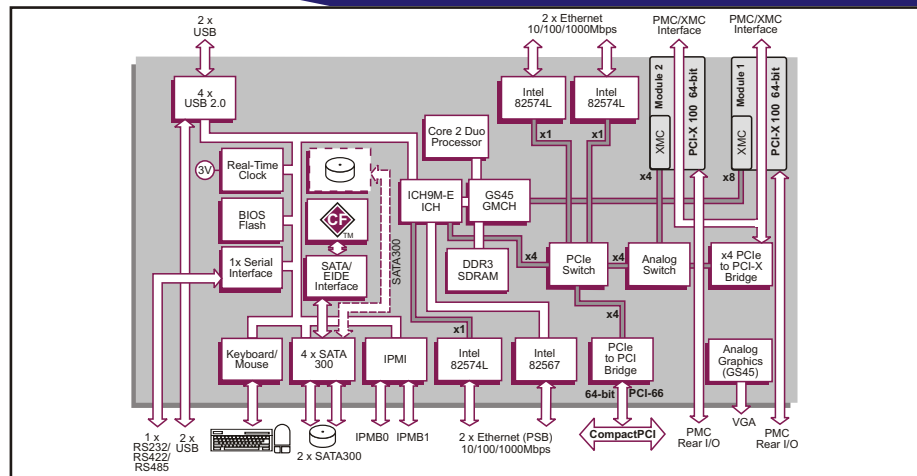 2 x
USB
2 x Ethernet
10/100/1000Mbps
PMC/XMC
Interface
PMC/XMC
Interface
4 x
USB 2.0
Intel
82574L
Intel
82574L
Module 2
XMC
PCI-X 100 64-bit
Module 1
XMC
PCI-X 100 64-bit
x1
x1
x4
x8
Core 2 Duo
Processor
3V
Real-Time
Clock
ICH9M-E
ICH
GS45
GMCH
BIOS
Flash
CF
TM
SATA300
1x Serial
Interface
SATA/
EIDE
Interface
DDR3
SDRAM
x4
PCIe
Switch
x4
Analog
Switch
x4 PCIe
to PCI-X
Bridge
x1
x4
Keyboard/
Mouse
4 x SATA
300
IPMI
Intel
82574L
Intel
82567
PCIe
to PCI
Bridge
Analog
Graphics
(GS45)
64-bit
PCI-66
1 x
RS232/
RS422/
RS485
2 x
USB
2 x SATA300
IPMB0
IPMB1
2 x Ethernet (PSB)
10/100/1000Mbps
CompactPCI
PMC
Rear I/O
VGA
PMC
Rear I/O